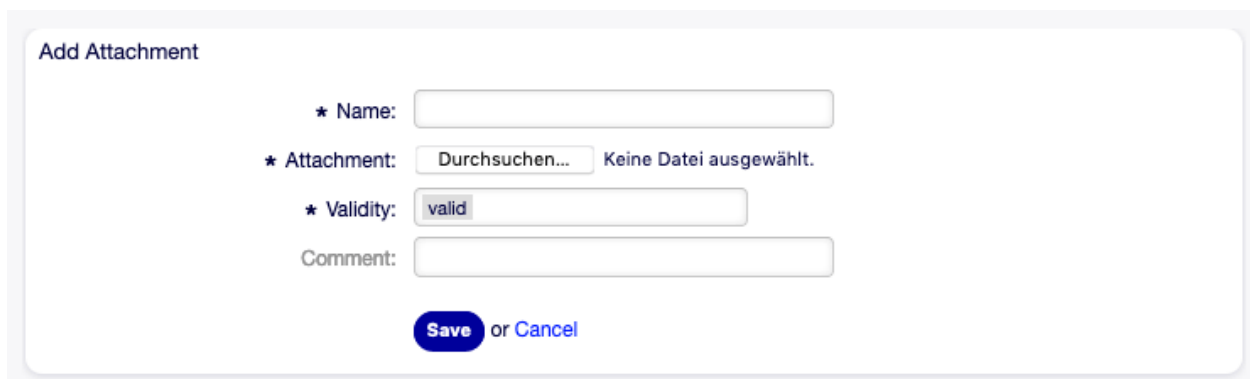 Add Attachment
★ Name:
★ Attachment: Durchsuchen... Keine Datei ausgewählt.
★ Validity: valid
Comment:
Save or Cancel